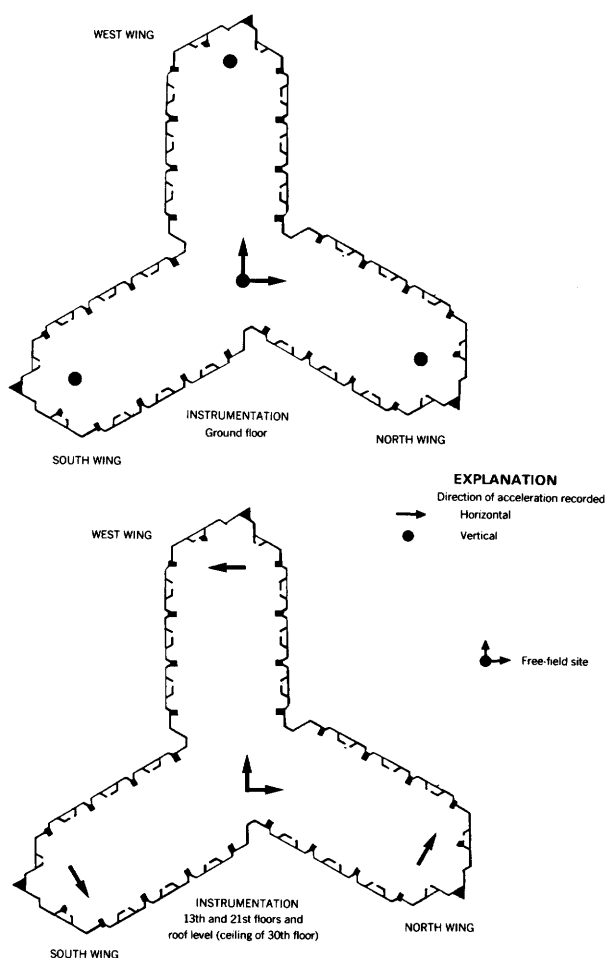 WEST WING
INSTRUMENTATION
Ground floor
NORTH WING
SOUTH WING
EXPLANATION
Direction of acceleration recorded
Horizontal
Vertical
WEST WING
Free-field site
INSTRUMENTATION
13th and 21st floors and
roof level (ceiling of 30th floor)
NORTH WING
SOUTH WING